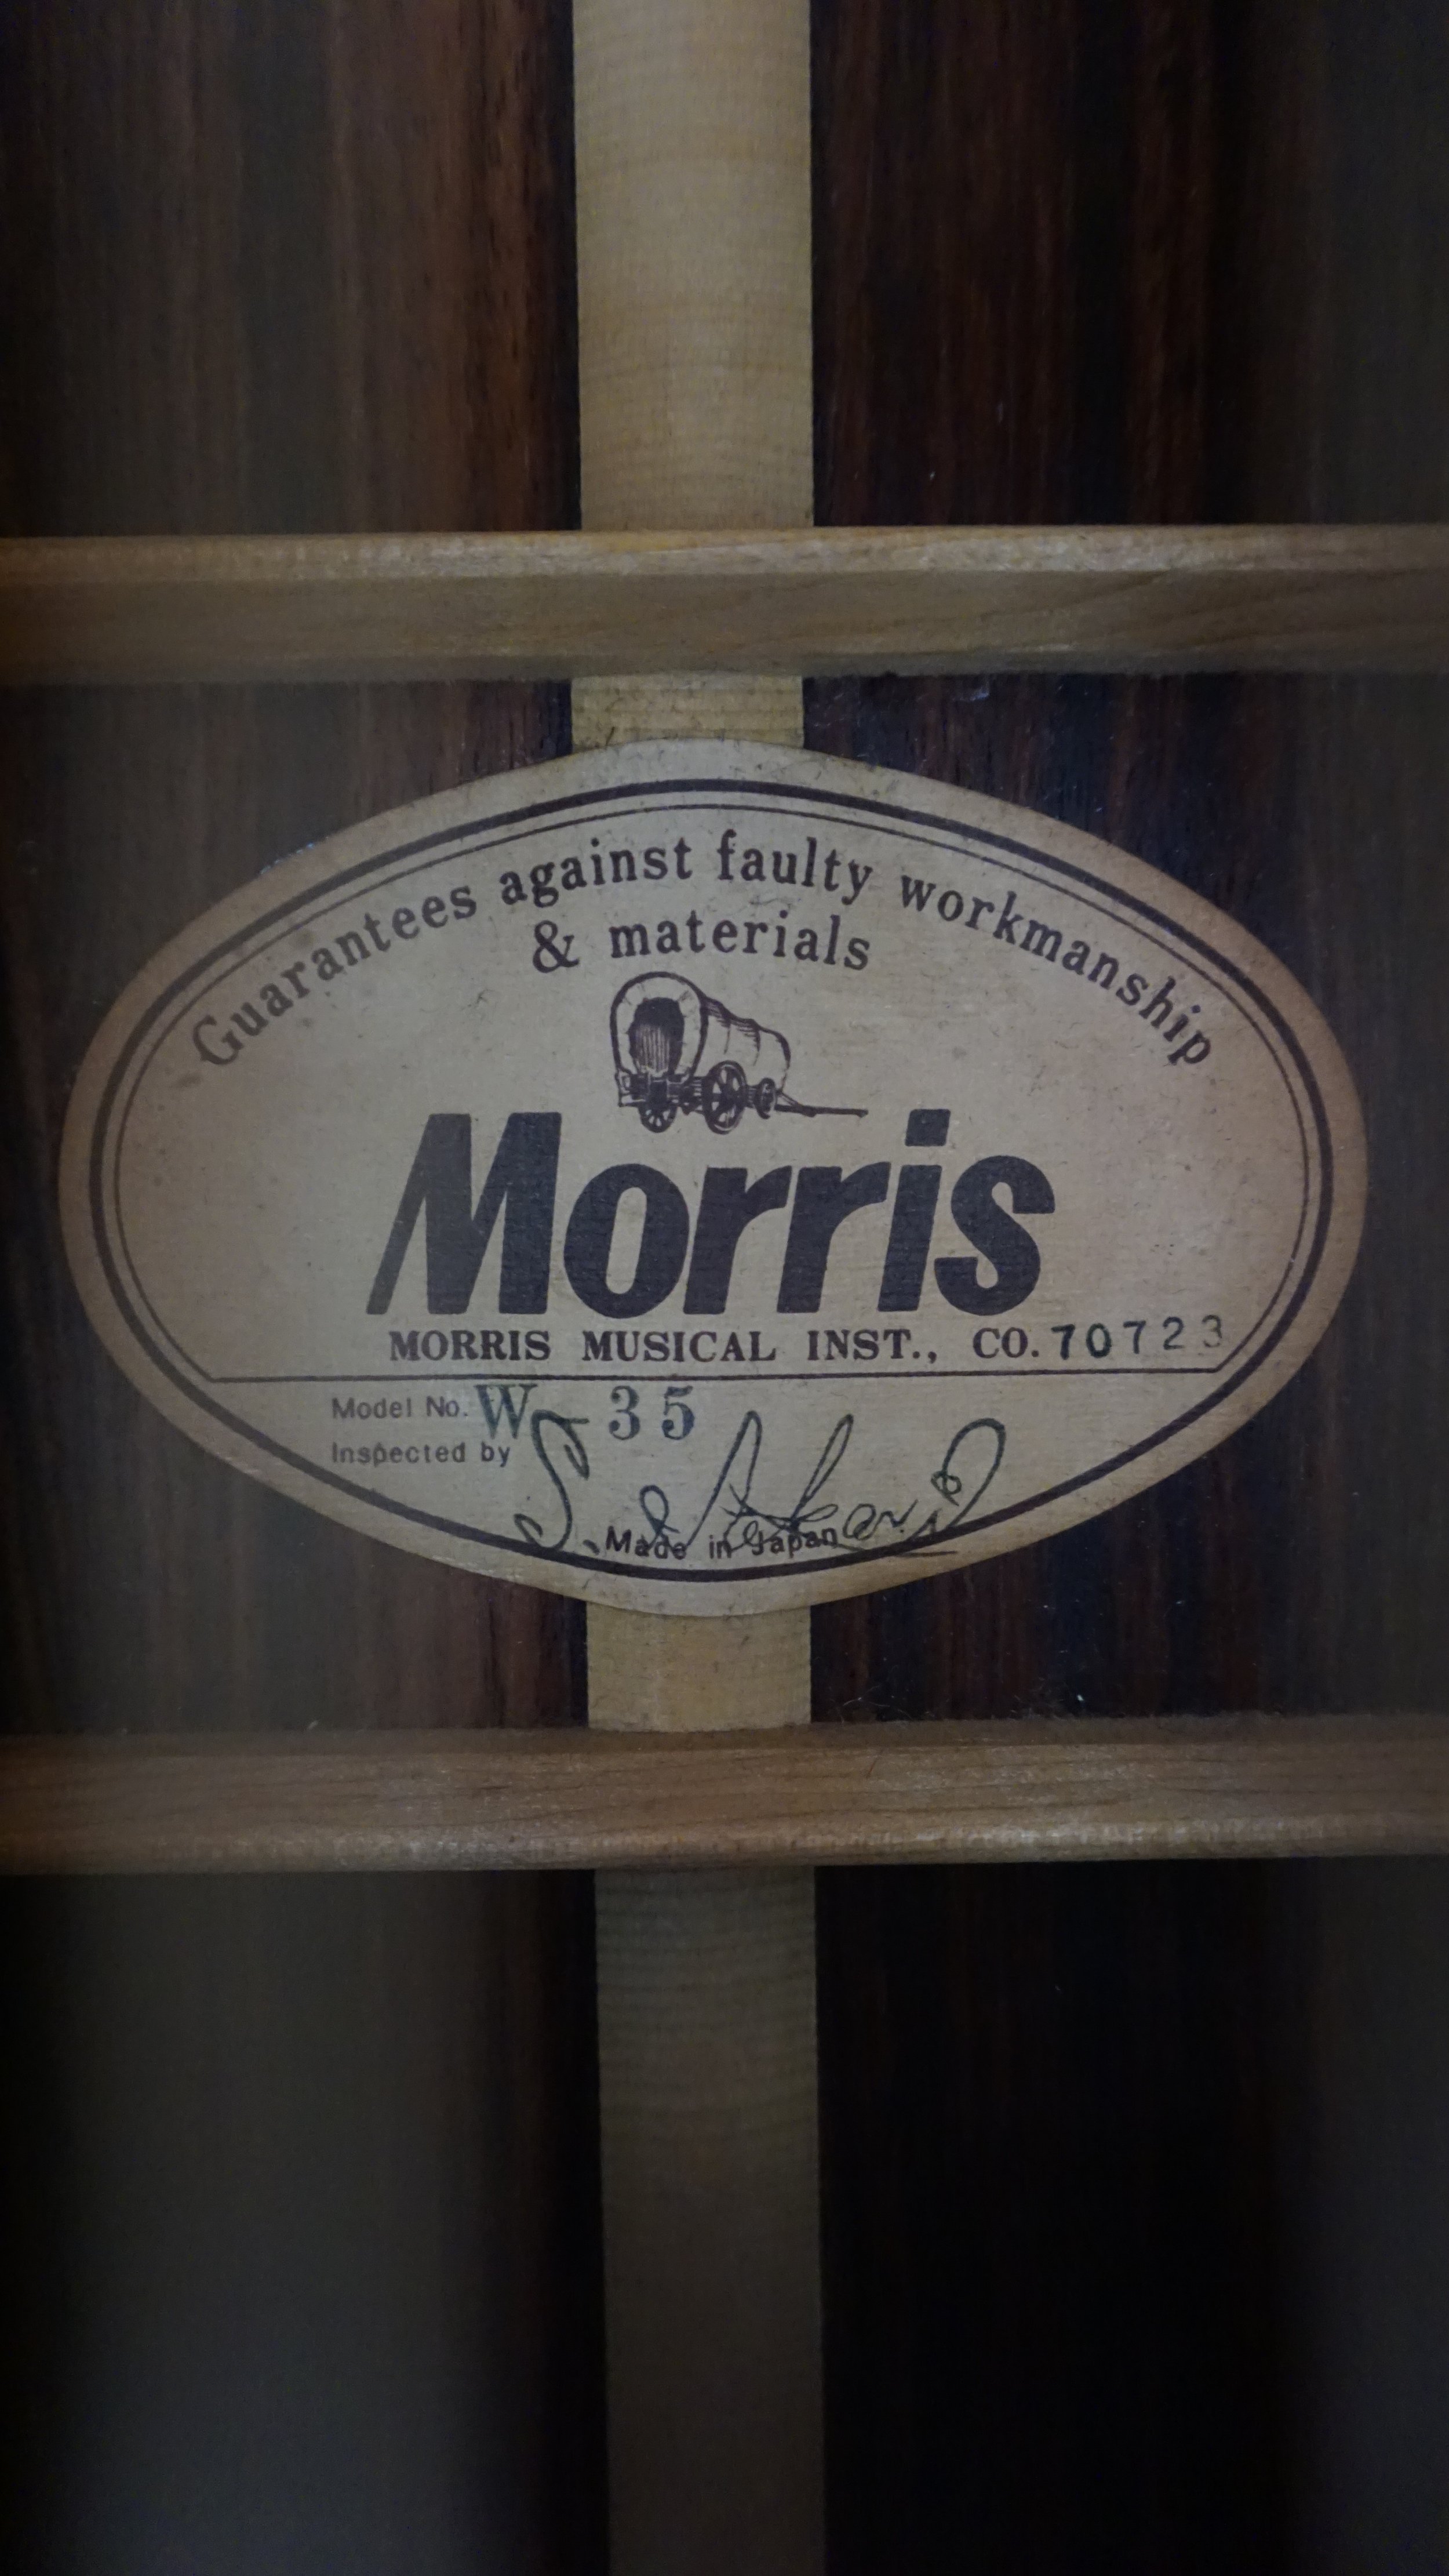 Guarantees against faulty workmanship
& materials
Morris
MORRIS MUSICAL INST., CO. 70723
Model No. W-35
Inspected by
Made in Japan